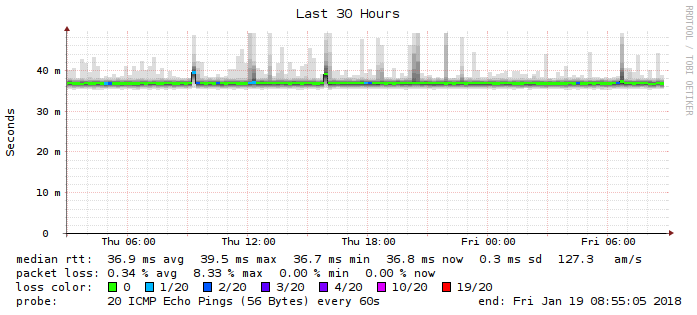 Last 30 Hours
RRDTOOL / TOBI OETIKER
Seconds
40 m
30 m
20 m
10 m
0
Thu 06:00 Thu 12:00 Thu 18:00 Fri 00:00 Fri 06:00
median rtt: 36.9 ms avg 39.5 ms max 36.7 ms min 36.8 ms now 0.3 ms sd 127.3 am/s
packet loss: 0.34 % avg 8.33 % max 0.00 % min 0.00 % now
loss color: 0 1/20 2/20 3/20 4/20 10/20 19/20
probe: 20 ICMP Echo Pings (56 Bytes) every 60s end: Fri Jan 19 08:55:05 2018